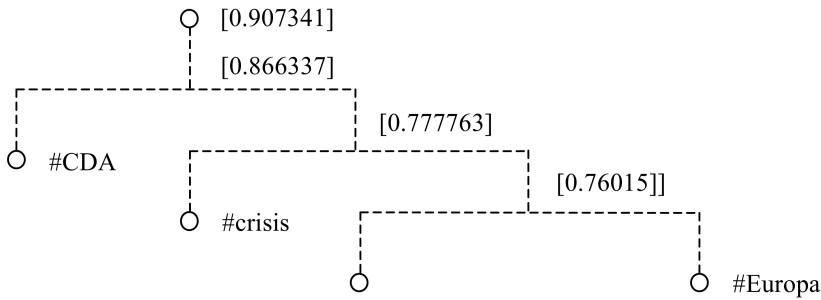 [0.907341]
[0.866337]
[0.777763]
#CDA
[0.76015]]
#crisis
#Europa